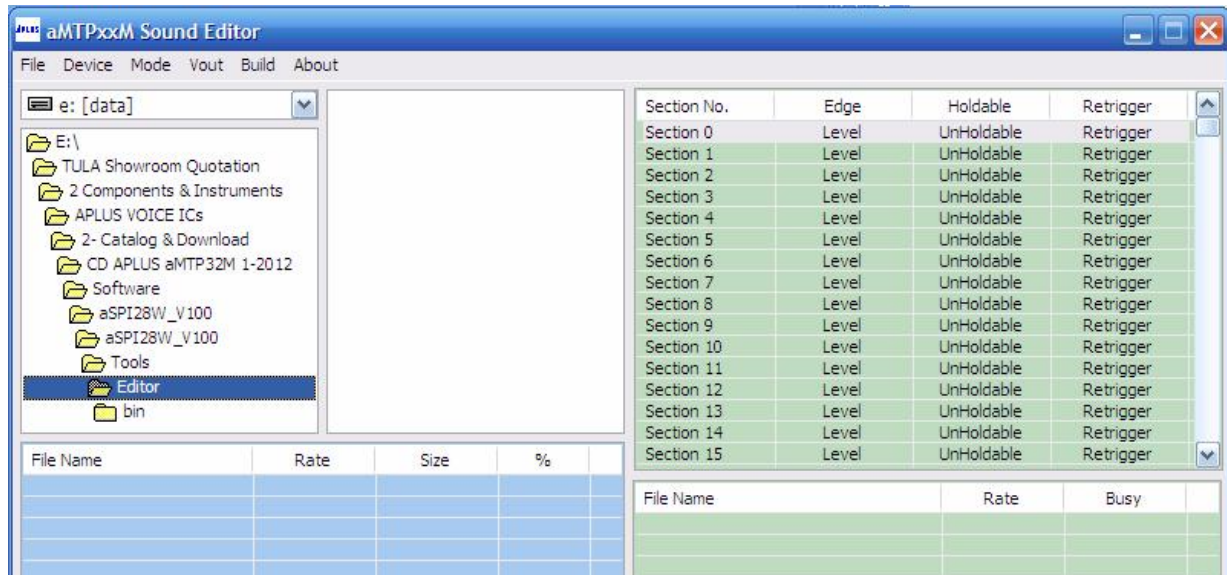 APLUS aMTPxxM Sound Editor
File Device Mode Vout Build About
e: [data]
E:\
TULA Showroom Quotation
2 Components & Instruments
APLUS VOICE ICs
2- Catalog & Download
CD APLUS aMTP32M 1-2012
Software
aSPI28W_V100
aSPI28W_V100
Tools
Editor
bin
Section No. Edge Holdable Retrigger
Section 0 Level UnHoldable Retrigger
Section 1 Level UnHoldable Retrigger
Section 2 Level UnHoldable Retrigger
Section 3 Level UnHoldable Retrigger
Section 4 Level UnHoldable Retrigger
Section 5 Level UnHoldable Retrigger
Section 6 Level UnHoldable Retrigger
Section 7 Level UnHoldable Retrigger
Section 8 Level UnHoldable Retrigger
Section 9 Level UnHoldable Retrigger
Section 10 Level UnHoldable Retrigger
Section 11 Level UnHoldable Retrigger
Section 12 Level UnHoldable Retrigger
Section 13 Level UnHoldable Retrigger
Section 14 Level UnHoldable Retrigger
Section 15 Level UnHoldable Retrigger
File Name Rate Size %
File Name Rate Busy